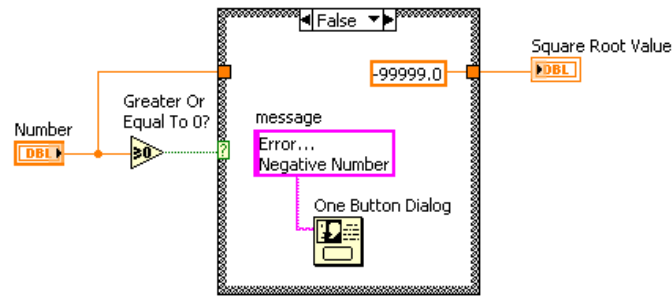 False
Square Root Value
-99999.0
DBL
Greater Or
Equal To 0?
message
Number
Error...
Negative Number
DBL
≥0
?
One Button Dialog